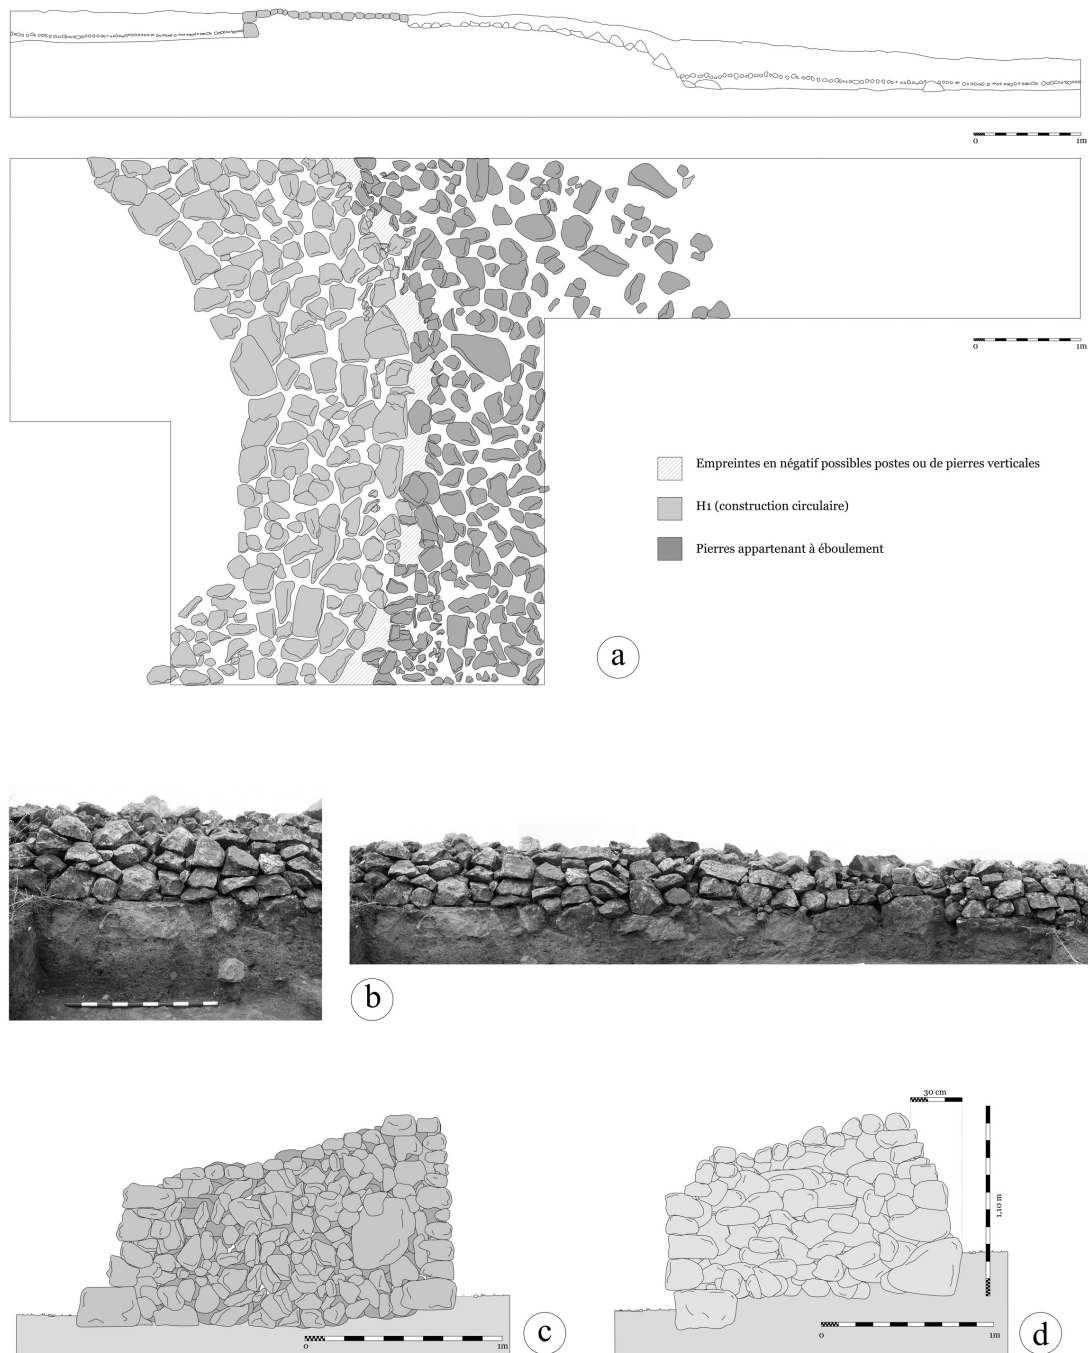 0 1m
0 1m
Empreintes en négatif possibles postes ou de pierres verticales
H1 (construction circulaire)
Pierres appartenant à éboulement
a
b
30 cm
1,10 m
0 1m
c
0 1m
d